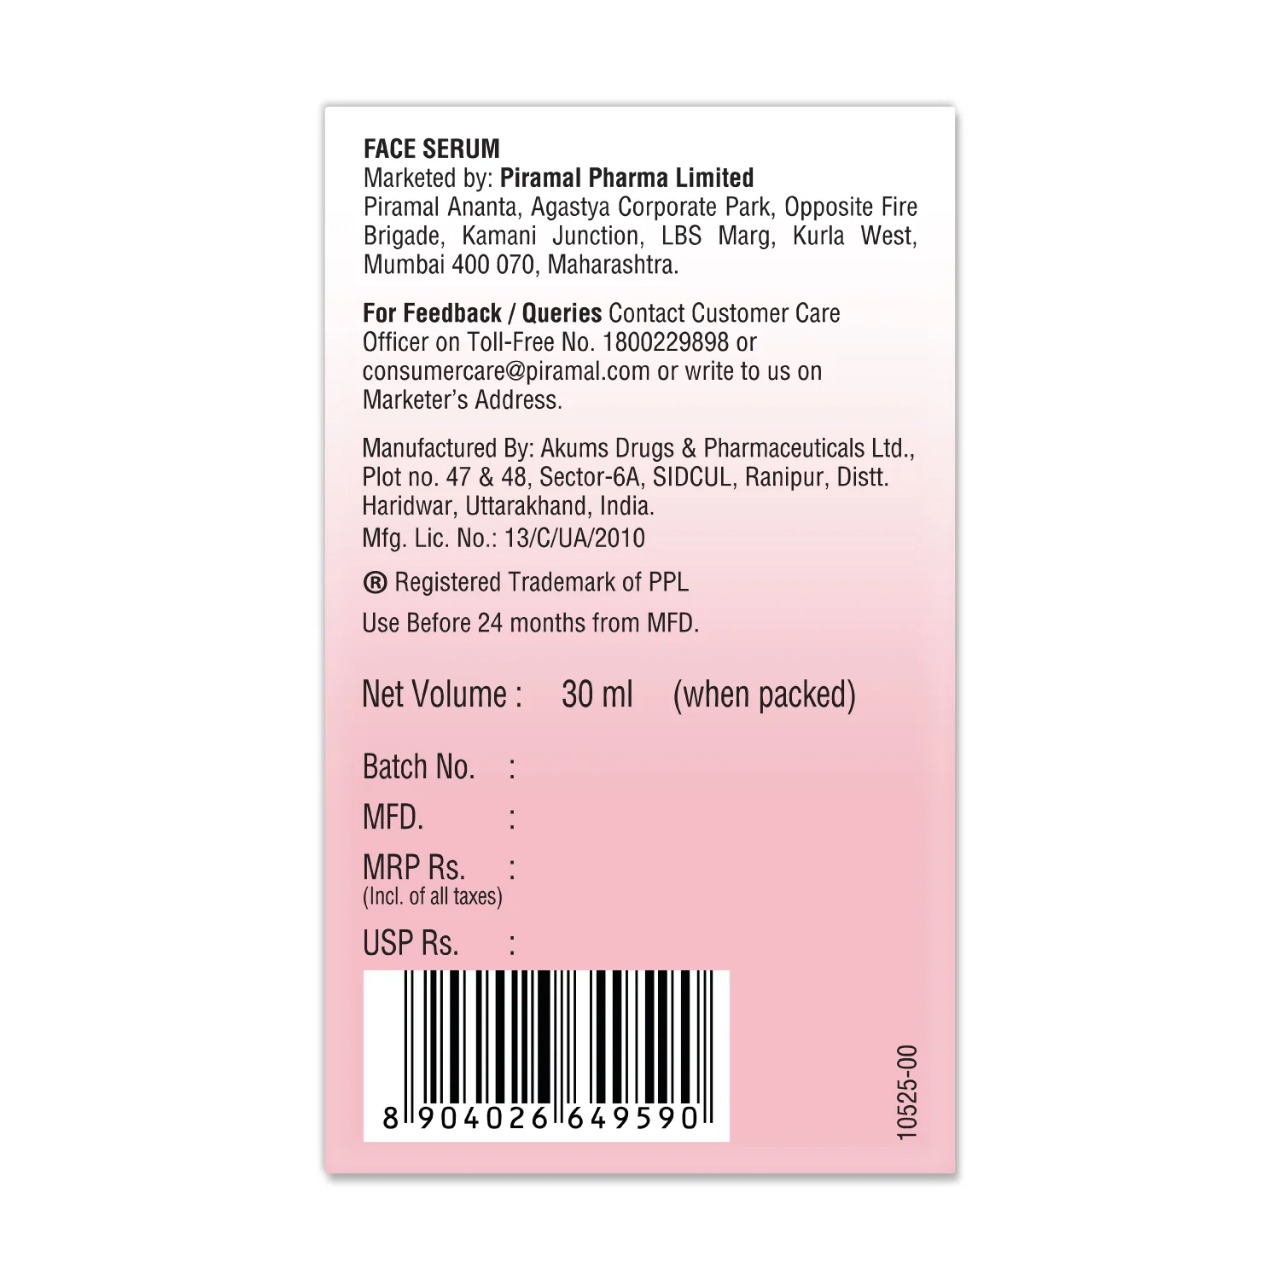 FACE SERUM
Marketed by: Piramal Pharma Limited
Piramal Ananta, Agastya Corporate Park, Opposite Fire
Brigade, Kamani Junction, LBS Marg, Kurla West,
Mumbai 400 070, Maharashtra.
For Feedback / Queries Contact Customer Care
Officer on Toll-Free No. 1800229898 or
consumercare@piramal.com or write to us on
Marketer's Address.
Manufactured By: Akums Drugs & Pharmaceuticals Ltd.,
Plot no. 47 & 48, Sector-6A, SIDCUL, Ranipur, Distt.
Haridwar, Uttarakhand, India.
Mfg. Lic. No.: 13/C/UA/2010
® Registered Trademark of PPL
Use Before 24 months from MFD.
Net Volume : 30 ml (when packed)
Batch No. :
MFD. :
MRP Rs. :
(Incl. of all taxes)
USP Rs. :
8 904026 649590
10525-00